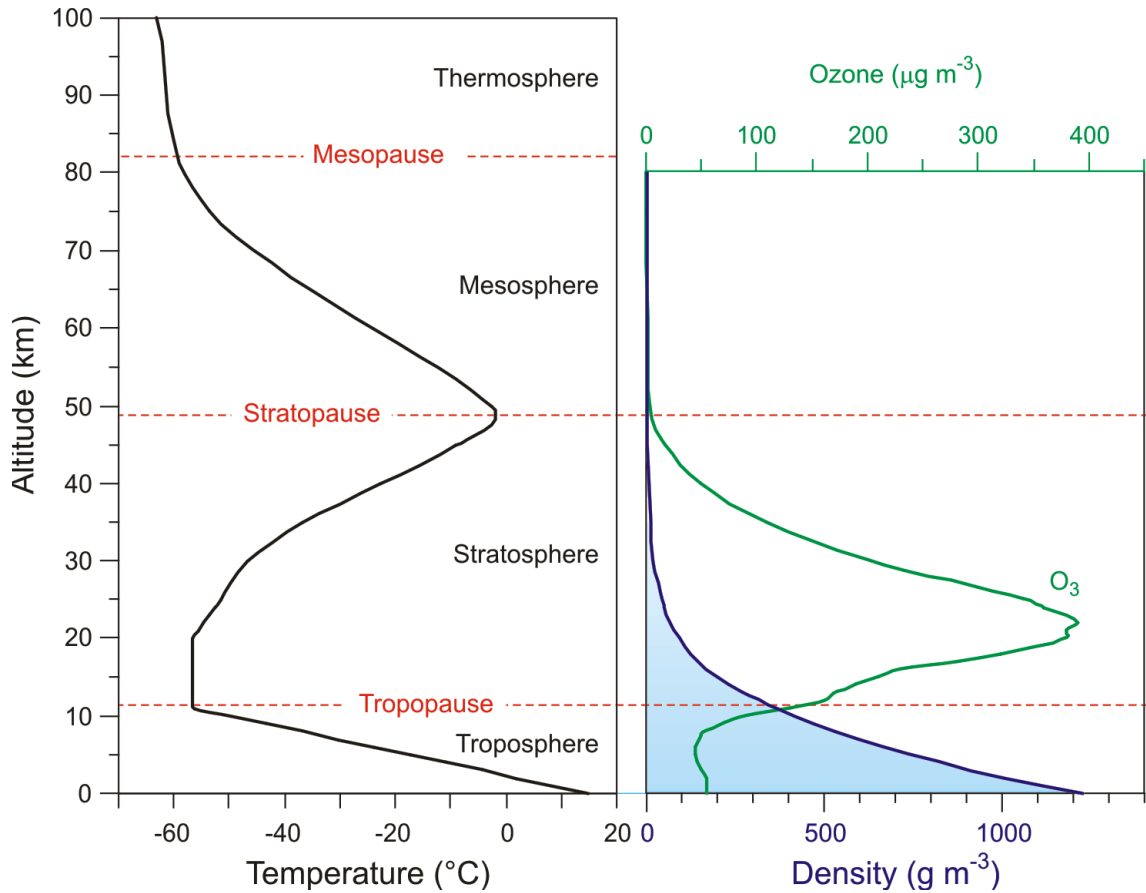 100
90
80
70
60
50
40
30
20
10
0
Altitude (km)
Thermosphere
Mesopause
Mesosphere
Stratopause
Stratosphere
Tropopause
Troposphere
-60 -40 -20 0 20
Temperature (°C)
Ozone (μg m⁻³)
0 100 200 300 400
O₃
0 500 1000
Density (g m⁻³)